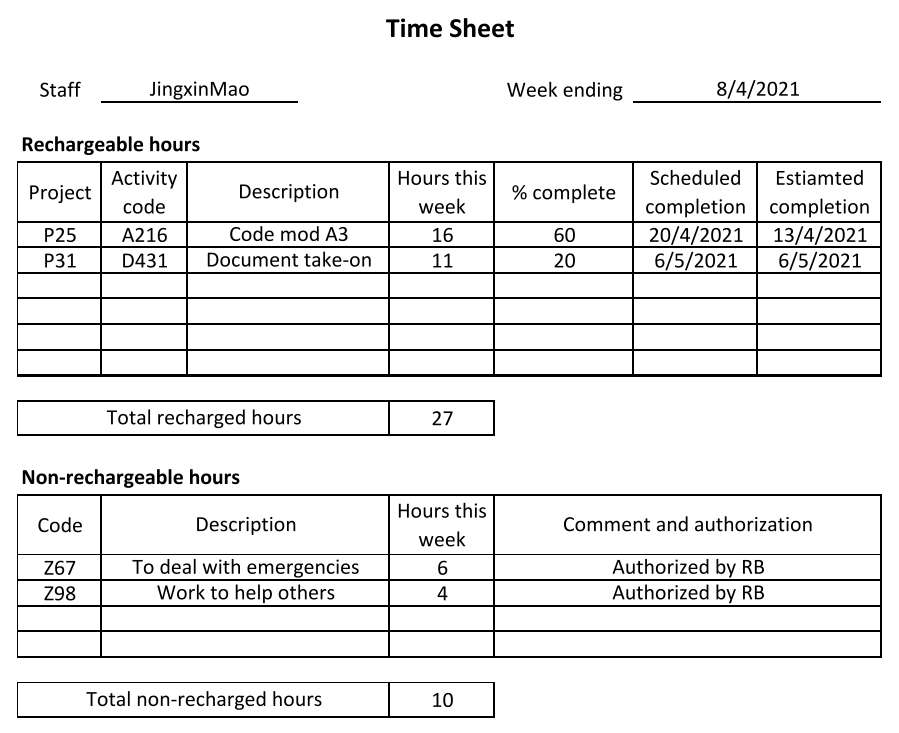 Time Sheet
Staff JingxinMao Week ending 8/4/2021
Rechargeable hours
Project Activity code Description Hours this week % complete Scheduled completion Estiamted completion
P25 A216 Code mod A3 16 60 20/4/2021 13/4/2021
P31 D431 Document take-on 11 20 6/5/2021 6/5/2021
Total recharged hours 27
Non-rechargeable hours
Code Description Hours this week Comment and authorization
Z67 To deal with emergencies 6 Authorized by RB
Z98 Work to help others 4 Authorized by RB
Total non-recharged hours 10